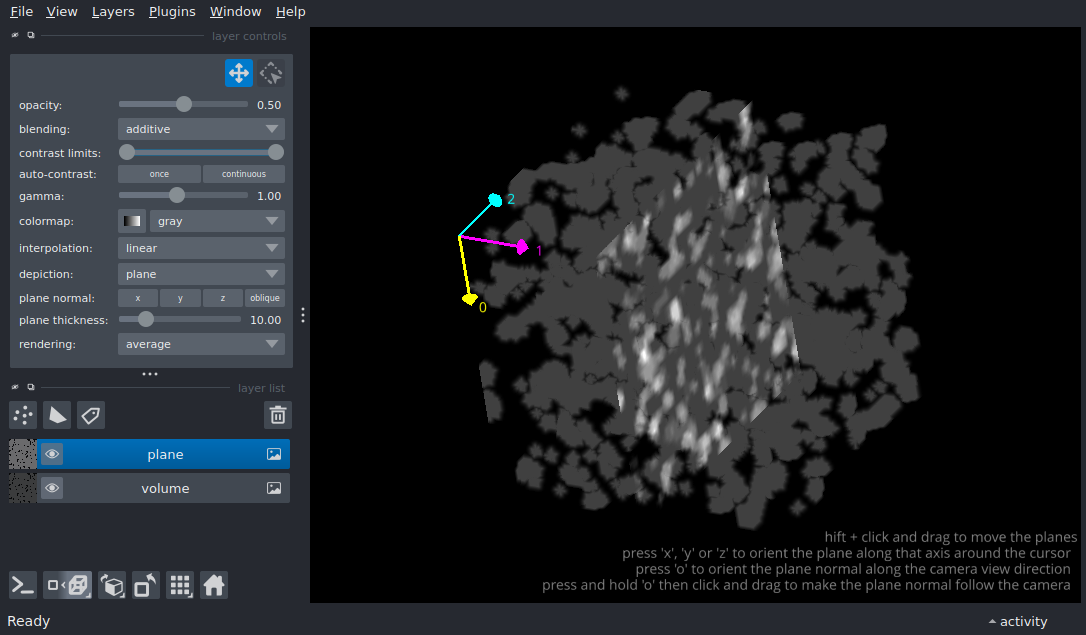 File View Layers Plugins Window Help
layer controls
opacity: 0.50
blending: additive
contrast limits:
auto-contrast: once continuous
gamma: 1.00
colormap: gray
interpolation: linear
depiction: plane
plane normal: x y z oblique
plane thickness: 10.00
rendering: average
layer list
plane
volume
2
1
0
hift + click and drag to move the planes
press 'x', 'y' or 'z' to orient the plane along that axis around the cursor
press 'o' to orient the plane normal along the camera view direction
press and hold 'o' then click and drag to make the plane normal follow the camera
Ready activity